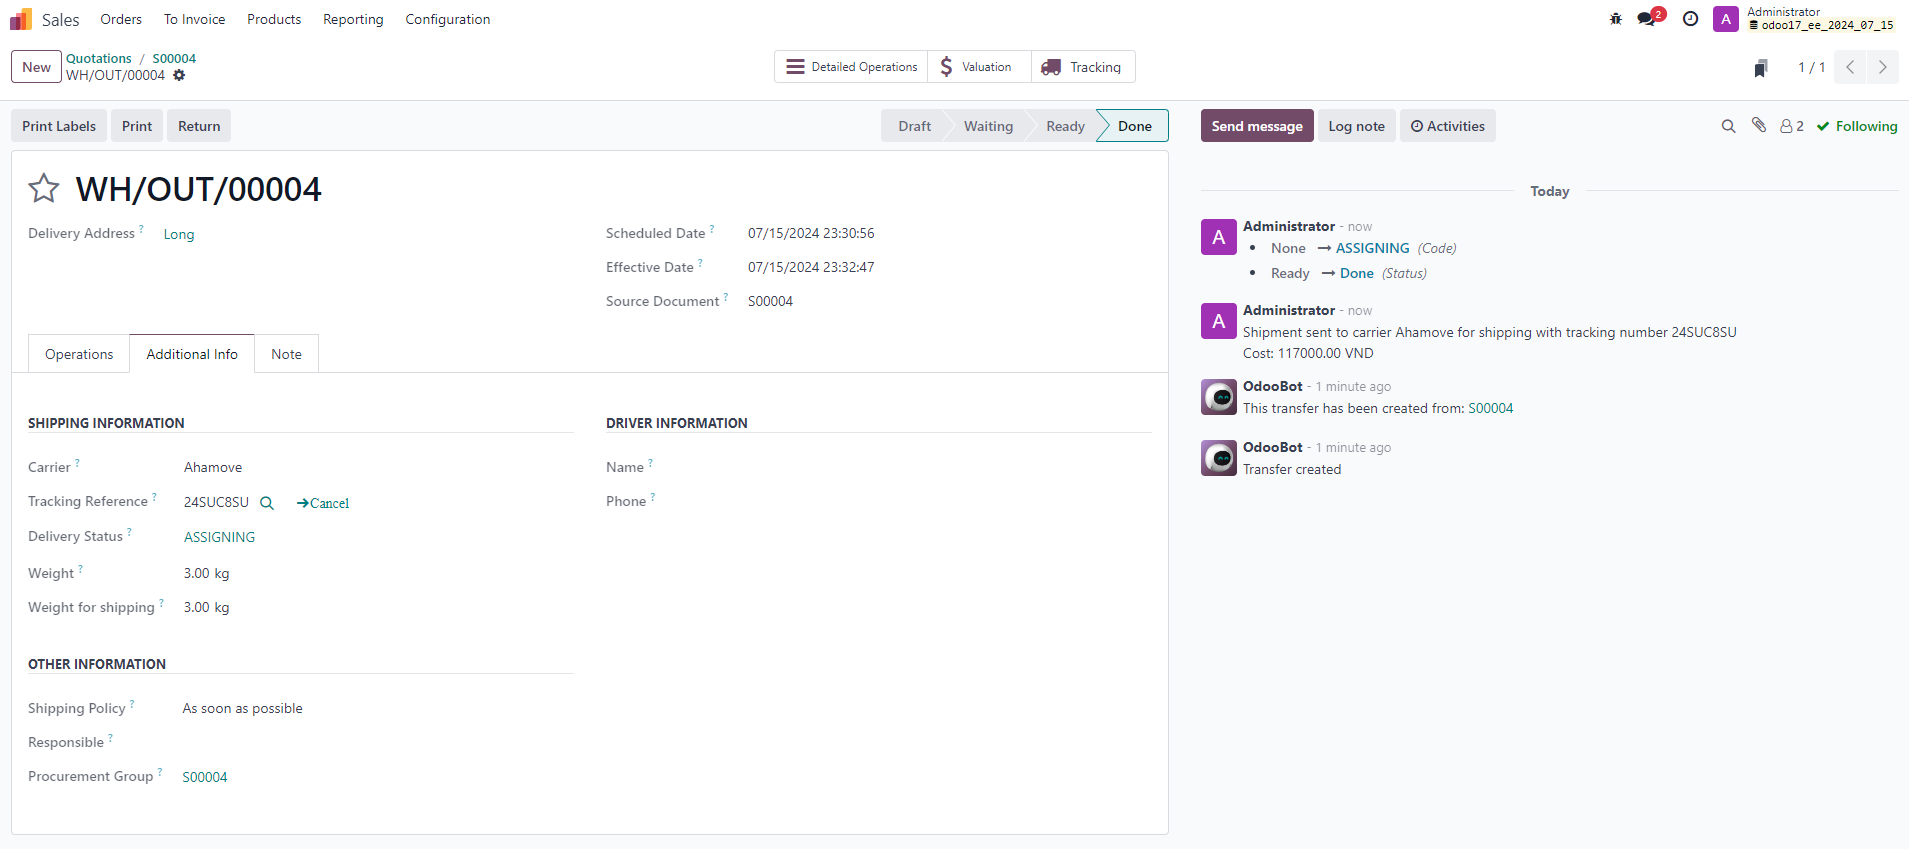 Sales Orders To Invoice Products Reporting Configuration
2
A
Administrator
odoo17_ee_2024_07_15
New
Quotations / S00004
WH/OUT/00004
Detailed Operations
Valuation
Tracking
1 / 1
Print Labels
Print
Return
Draft
Waiting
Ready
Done
Send message
Log note
Activities
2
Following
WH/OUT/00004
Delivery Address ?
Long
Scheduled Date ?
07/15/2024 23:30:56
Effective Date ?
07/15/2024 23:32:47
Source Document ?
S00004
Operations
Additional Info
Note
SHIPPING INFORMATION
Carrier ?
Ahamove
Tracking Reference ?
24SUC8SU
Cancel
Delivery Status ?
ASSIGNING
Weight ?
3.00 kg
Weight for shipping ?
3.00 kg
DRIVER INFORMATION
Name ?
Phone ?
OTHER INFORMATION
Shipping Policy ?
As soon as possible
Responsible ?
Procurement Group ?
S00004
Today
A
Administrator - now
None → ASSIGNING (Code)
Ready → Done (Status)
A
Administrator - now
Shipment sent to carrier Ahamove for shipping with tracking number 24SUC8SU
Cost: 117000.00 VND
OdooBot - 1 minute ago
This transfer has been created from: S00004
OdooBot - 1 minute ago
Transfer created